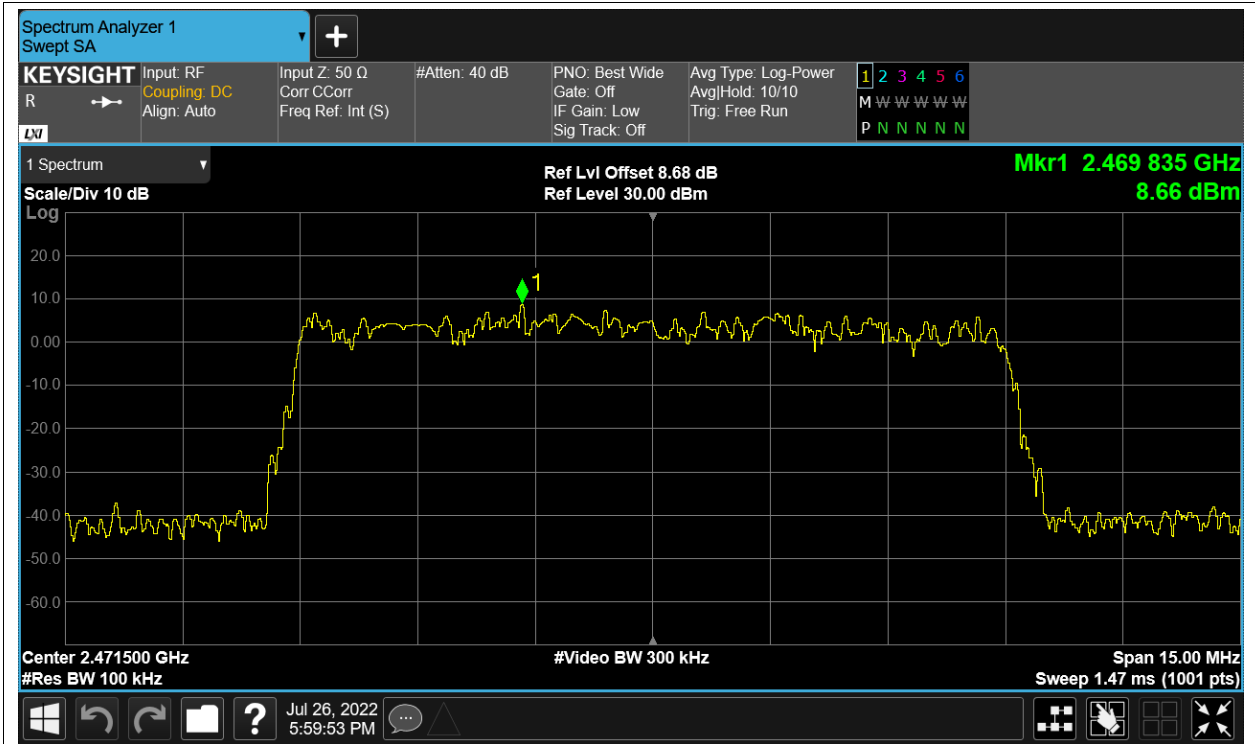 Spectrum Analyzer 1
Swept SA
+
KEYSIGHT Input: RF Input Z: 50 Ω #Atten: 40 dB PNO: Best Wide Avg Type: Log-Power 1 2 3 4 5 6
R Coupling: DC Corr CCorr Gate: Off Avg|Hold: 10/10 M W W W W W
Align: Auto Freq Ref: Int (S) IF Gain: Low Trig: Free Run
LXI Sig Track: Off P N N N N N
1 Spectrum Ref Lvl Offset 8.68 dB Mkr1 2.469 835 GHz
Scale/Div 10 dB Ref Level 30.00 dBm 8.66 dBm
Log
20.0
1
10.0
0.00
-10.0
-20.0
-30.0
-40.0
-50.0
-60.0
Center 2.471500 GHz #Video BW 300 kHz Span 15.00 MHz
#Res BW 100 kHz Sweep 1.47 ms (1001 pts)
? Jul 26, 2022
5:59:53 PM